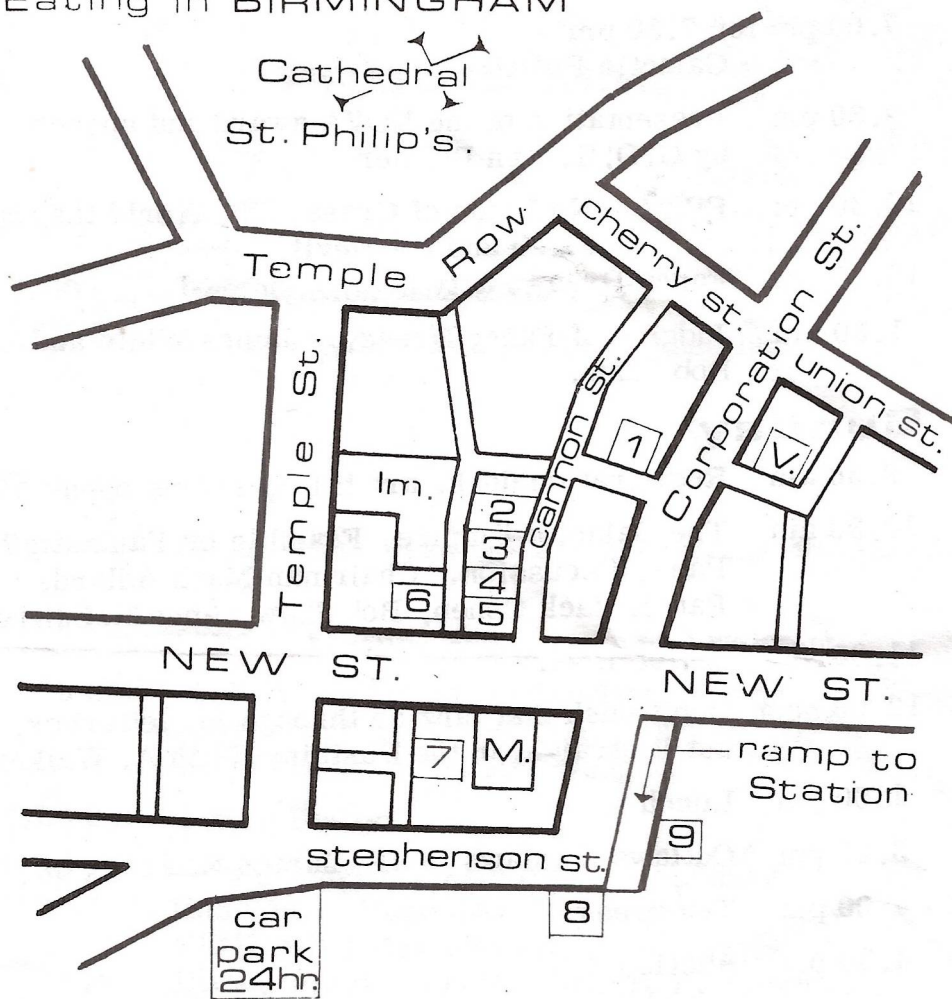 Eating in BIRMINGHAM
Cathedral
St. Phillip's.
Temple Row
cherry st.
Corporation St.
union st.
Temple St.
cannon st.
1
V.
Im.
2
3
4
5
6
NEW ST.
NEW ST.
7
M.
ramp to
Station
9
stephenson st.
8
car
park
24hr.